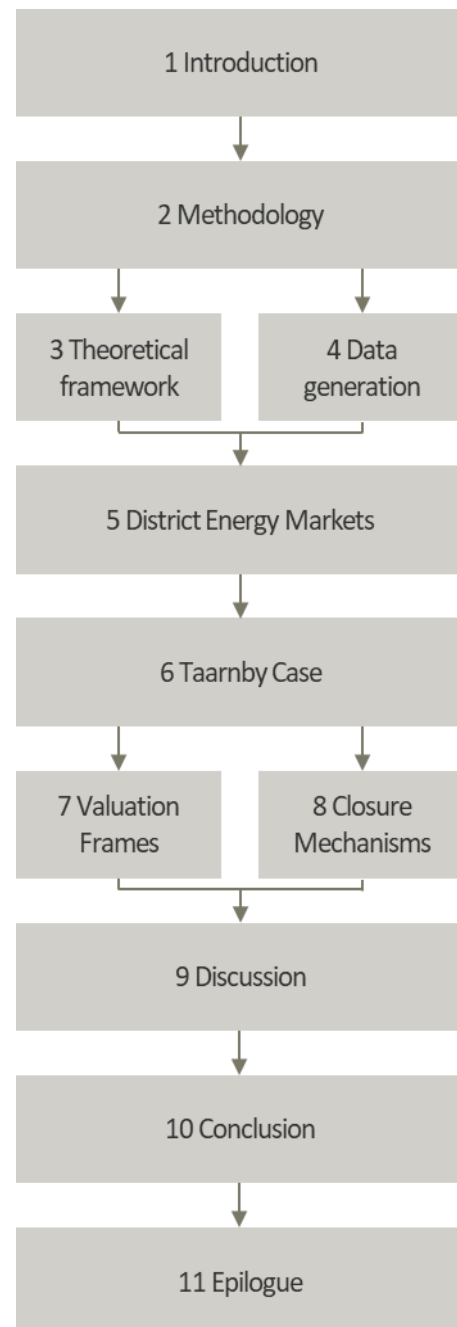 1 Introduction
2 Methodology
3 Theoretical
framework
4 Data
generation
5 District Energy Markets
6 Taarnby Case
7 Valuation
Frames
8 Closure
Mechanisms
9 Discussion
10 Conclusion
11 Epilogue